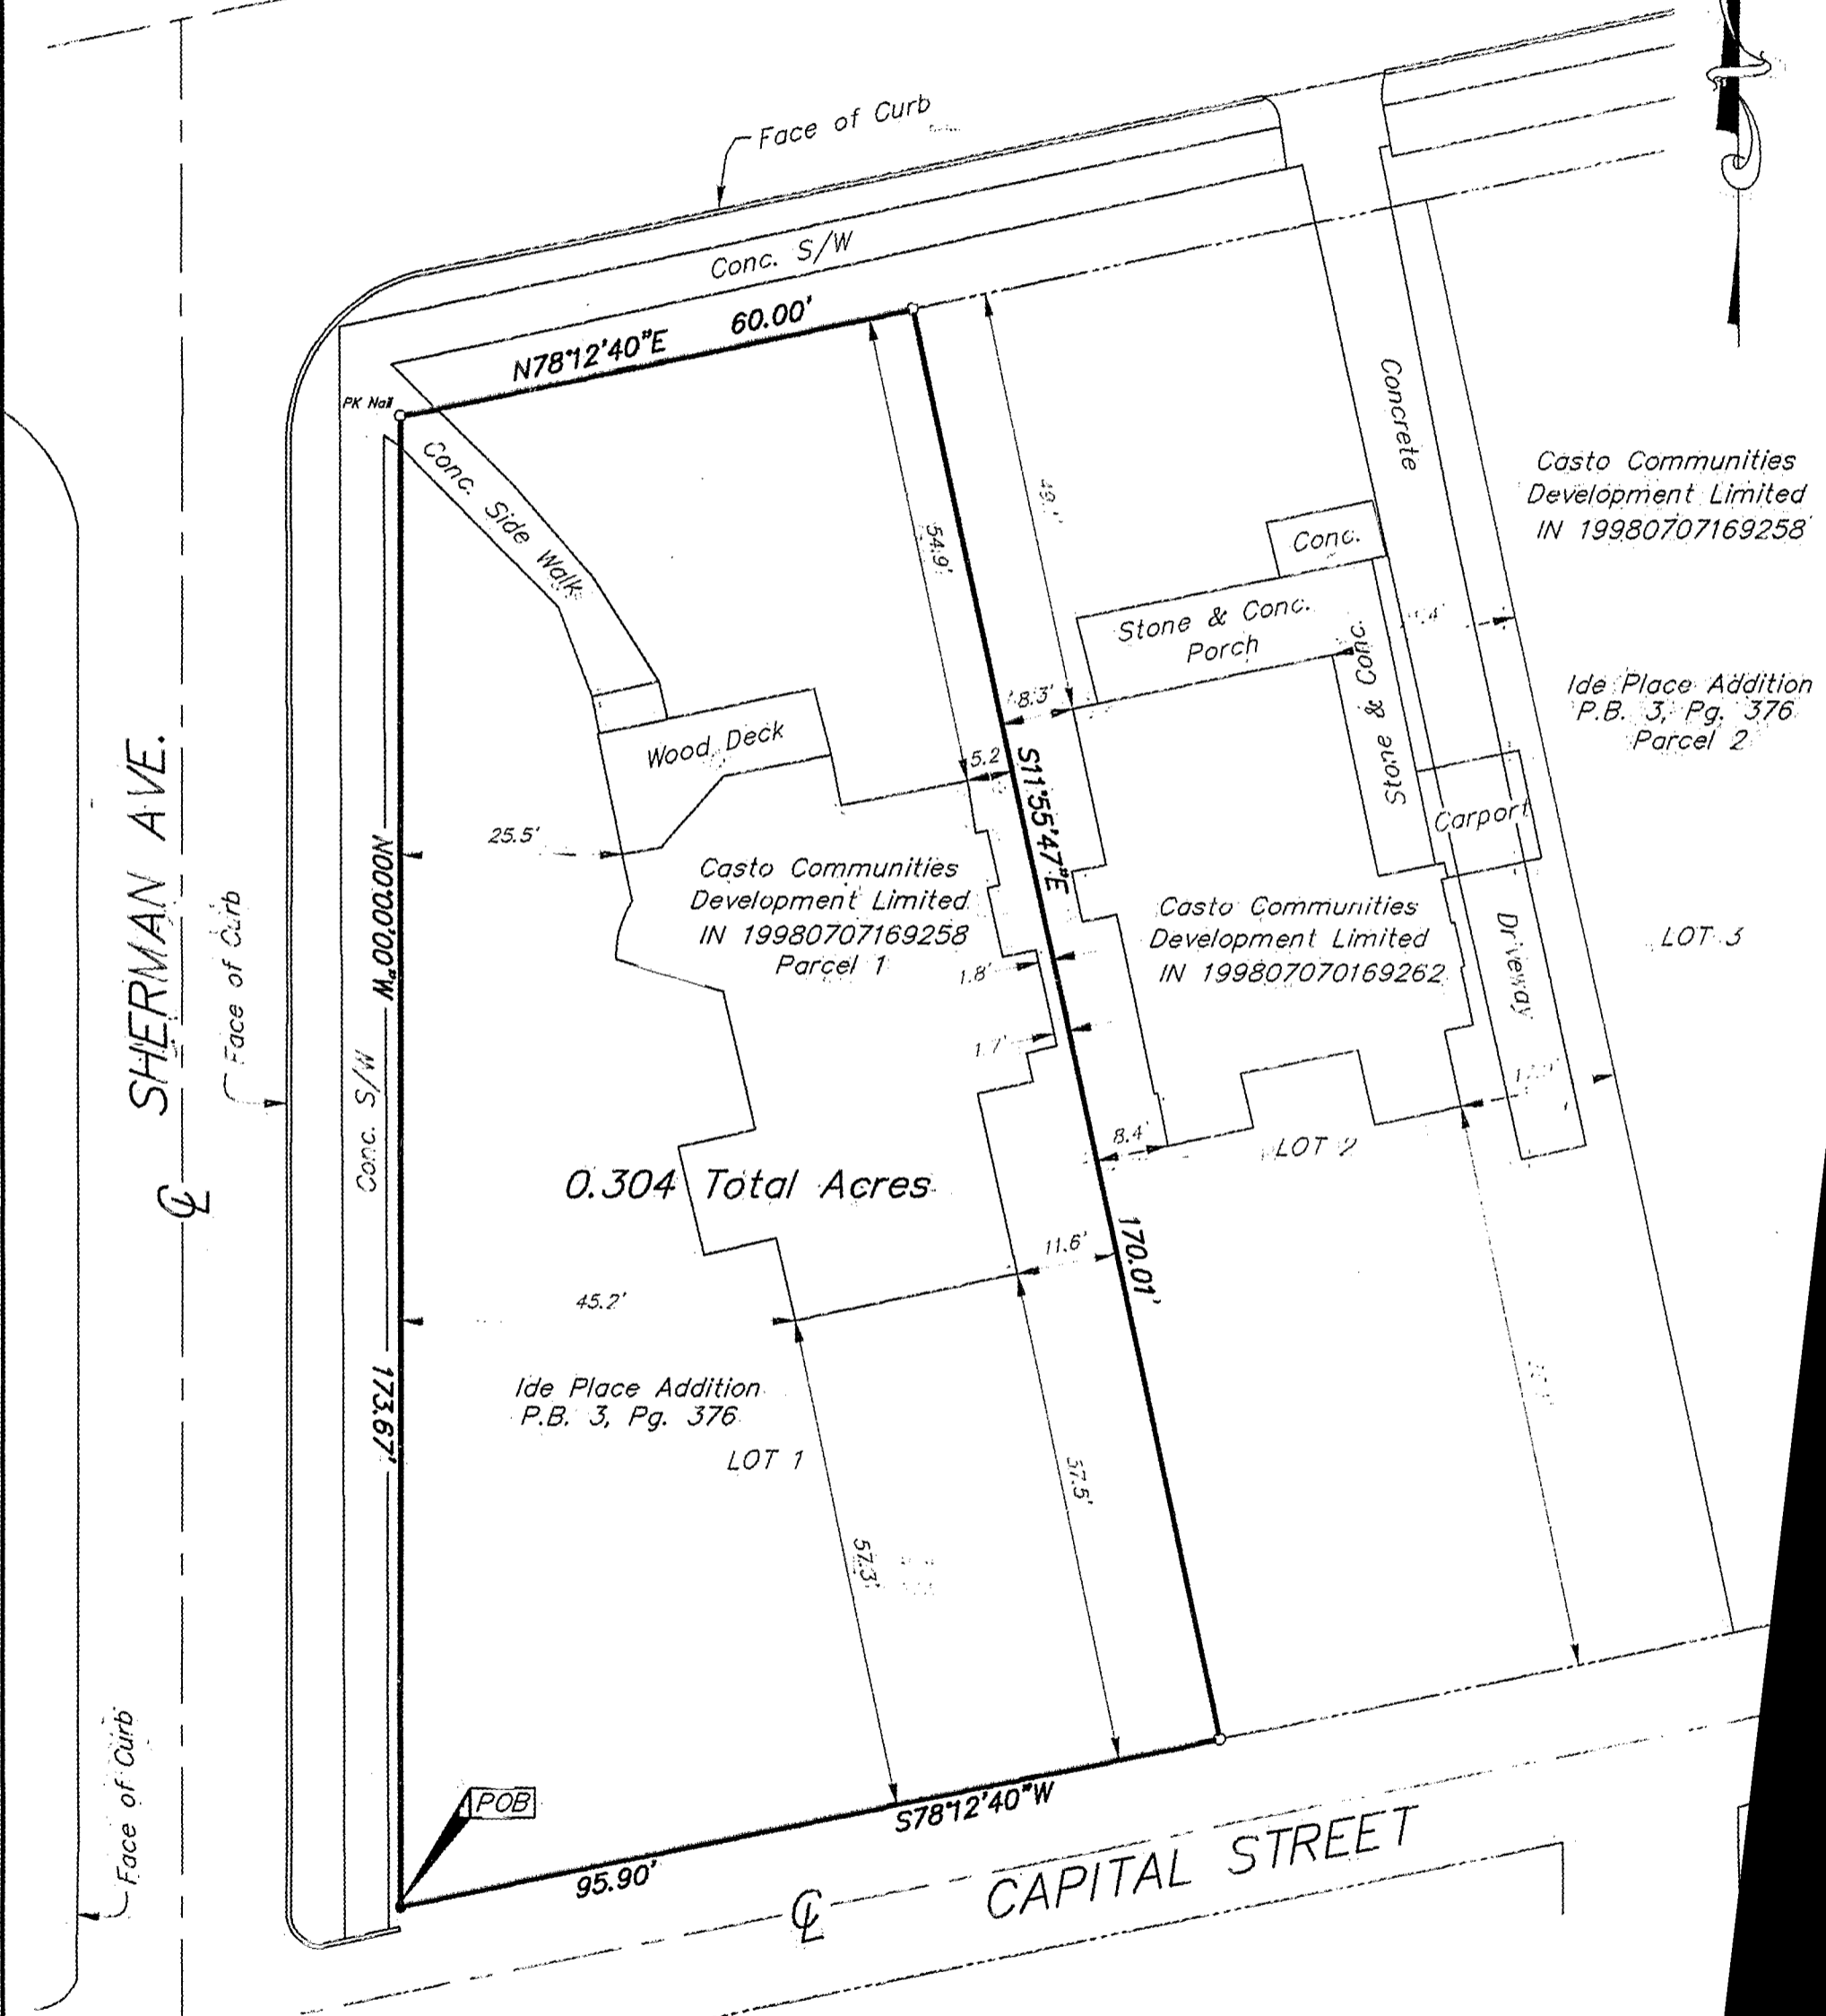 Face of Curb
Conc. S/W
N78°12'40"E 60.00'
PK Nail
Conc. Side Walk
54.9'
Concrete
Conc.
Stone & Conc.
Porch
Stone & Conc.
Casto Communities
Development Limited
IN 19980707169258
Ide Place Addition
P.B. 3, Pg. 376
Parcel 2
8.3'
5.2
S11°55'47"E
170.01'
Wood Deck
25.5'
Carport
Casto Communities
Development Limited
IN 19980707169258
Parcel 1
Casto Communities
Development Limited
IN 199807070169262
Driveway
LOT 3
1.8'
1.7'
8.4'
LOT 2
SHERMAN AVE.
Face of Curb
N00°00'00"W
173.67'
Conc. S/W
0.304 Total Acres
11.6'
45.2'
Ide Place Addition
P.B. 3, Pg. 376
LOT 1
57.3'
57.5'
Face of Curb
POB
S78°12'40"W
95.90'
CAPITAL STREET